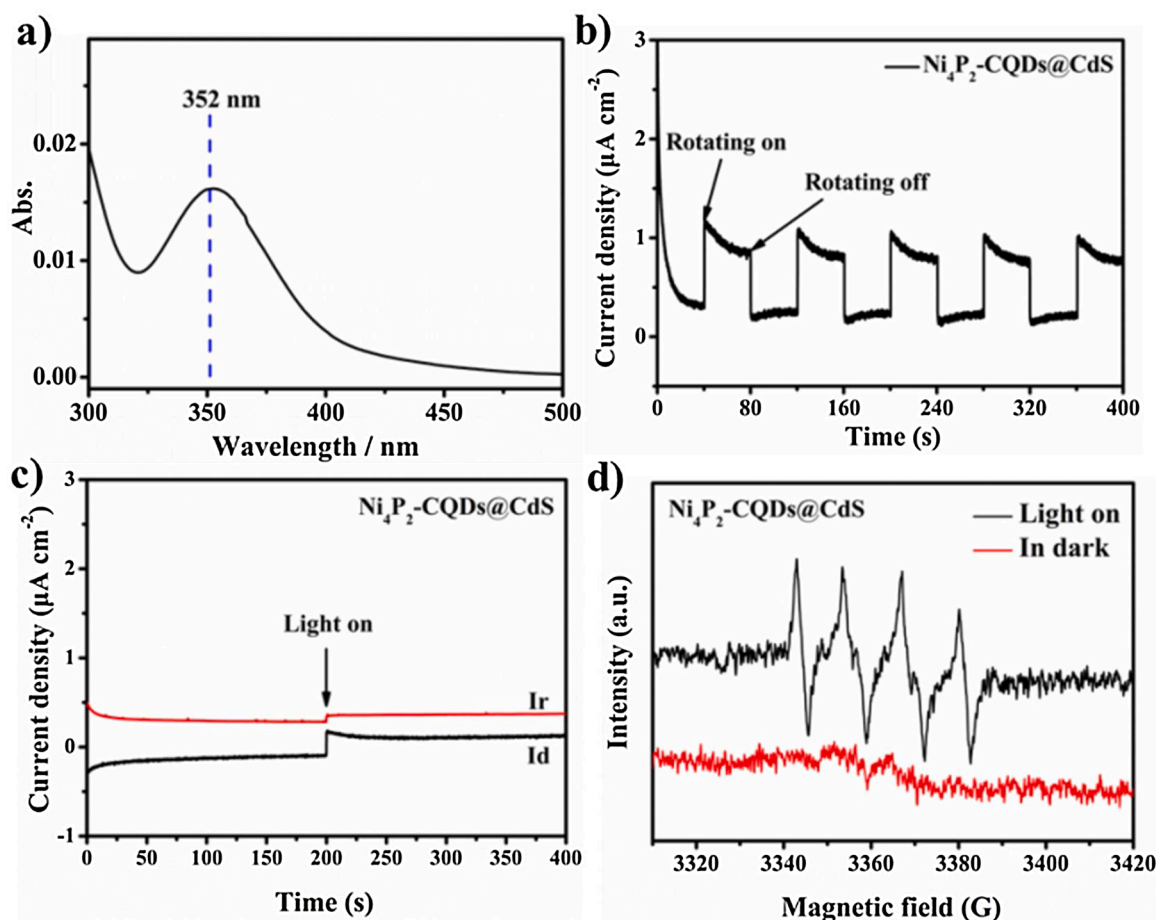 a)
352 nm
0.02
0.01
0.00
Abs.
300 350 400 450 500
Wavelength / nm
b)
Ni₄P₂-CQDs@CdS
Rotating on
Rotating off
3
2
1
0
Current density (μA cm⁻²)
0 80 160 240 320 400
Time (s)
c)
Ni₄P₂-CQDs@CdS
Light on
Ir
Id
3
2
1
0
-1
Current density (μA cm⁻²)
0 50 100 150 200 250 300 350 400
Time (s)
d)
Ni₄P₂-CQDs@CdS
Light on
In dark
Intensity (a.u.)
3320 3340 3360 3380 3400 3420
Magnetic field (G)